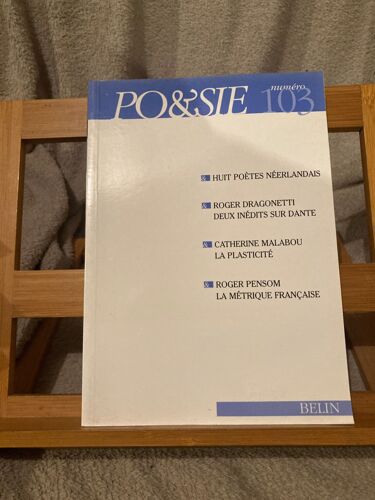 numéro
PO&SIE 103
& HUIT POÈTES NÉERLANDAIS
& ROGER DRAGONETTI
DEUX INÉDITS SUR DANTE
& CATHERINE MALABOU
LA PLASTICITÉ
& ROGER PENSOM
LA MÉTRIQUE FRANÇAISE
BELIN